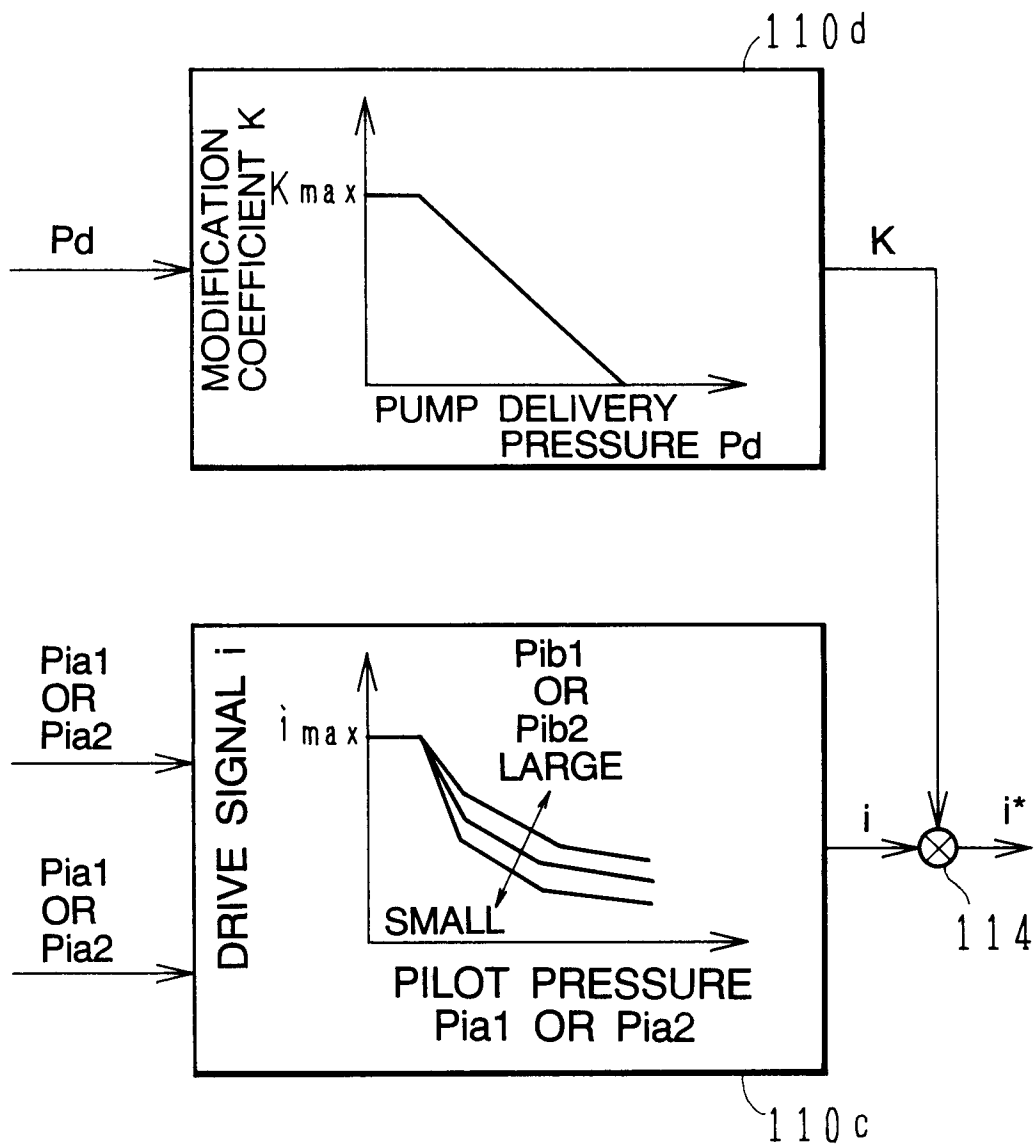 110d
MODIFICATION
COEFFICIENT K
Kmax
Pd
K
PUMP DELIVERY
PRESSURE Pd
Pia1
OR
Pia2
DRIVE SIGNAL i
imax
Pib1
OR
Pib2
LARGE
SMALL
i
i*
Pia1
OR
Pia2
114
PILOT PRESSURE
Pia1 OR Pia2
110c